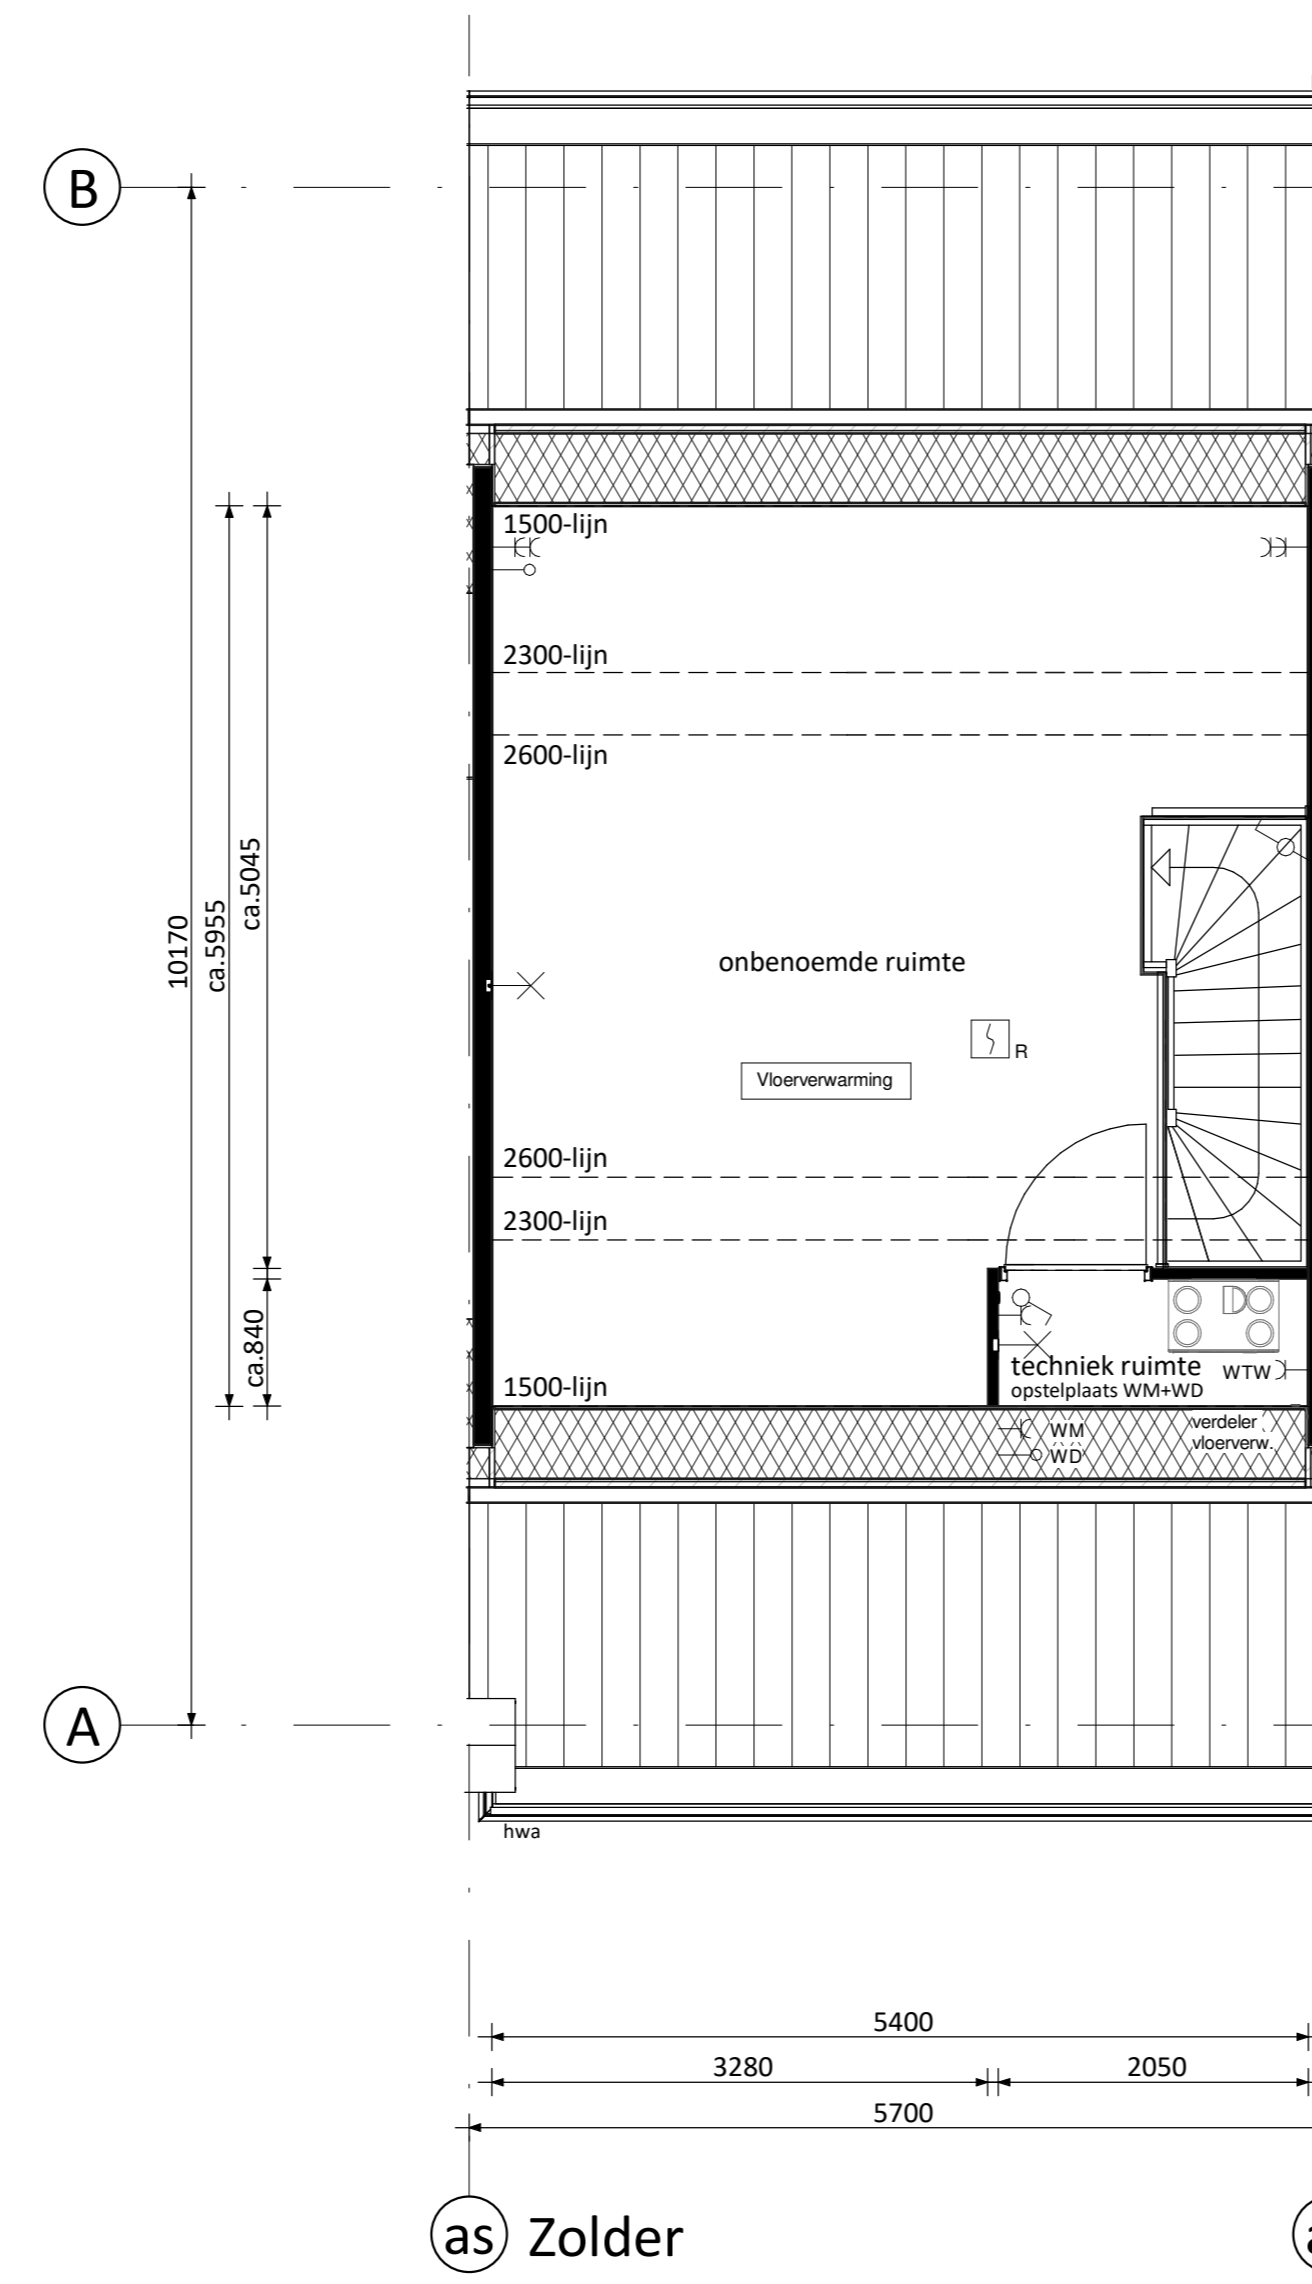 B
1500-lijn
2300-lijn
2600-lijn
10170
ca.5955
ca.5045
onbenoemde ruimte
R
Vloerverwarming
2600-lijn
2300-lijn
ca.840
techniek ruimte
WTW
opstelplaats WM+WD
1500-lijn
WM
WD
verdeler
vloerverw.
A
hwa
5400
3280
2050
5700
as
Zolder